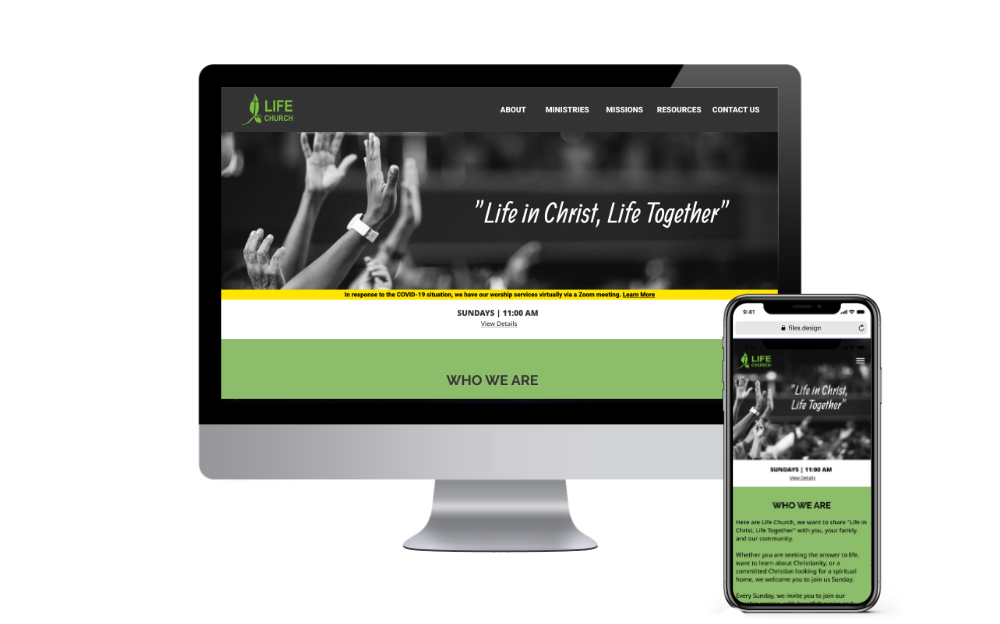 LIFE
CHURCH
ABOUT MINISTRIES MISSIONS RESOURCES CONTACT US
"Life in Christ, Life Together"
In response to the COVID-19 situation, we have our worship services virtually via a Zoom meeting. Learn More
SUNDAYS | 11:00 AM
View Details
WHO WE ARE
9:41
files.design
LIFE
CHURCH
"Life in Christ,
Life Together"
SUNDAYS | 11:00 AM
View Details
WHO WE ARE
Here are Life Church, we want to share "Life in
Christ, Life Together" with you, your family
and our community.
Whether you are seeking the answer to life,
want to learn about Christianity, or a
committed Christian looking for a spiritual
home, we welcome you to join us Sunday.
Every Sunday, we invite you to join our